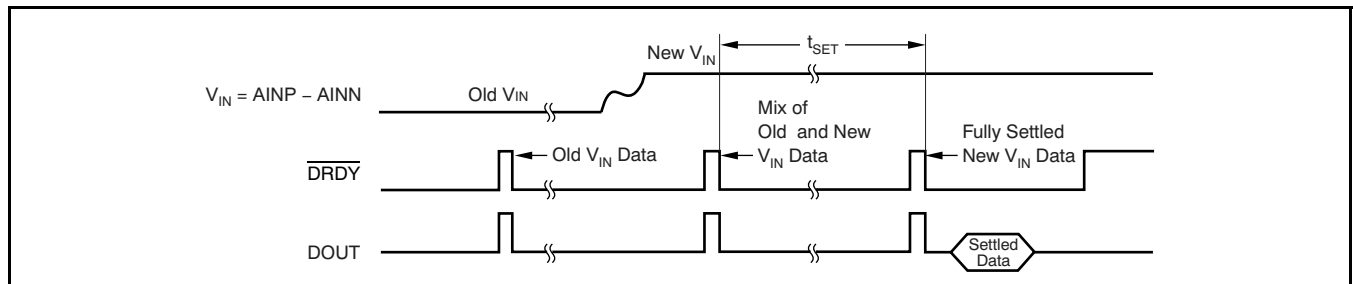 New V_IN
t_SET
V_IN = AINP − AINN
Old VIN
Mix of
Old and New
V_IN Data
Fully Settled
New V_IN Data
DRDY
Old V_IN Data
DOUT
Settled
Data